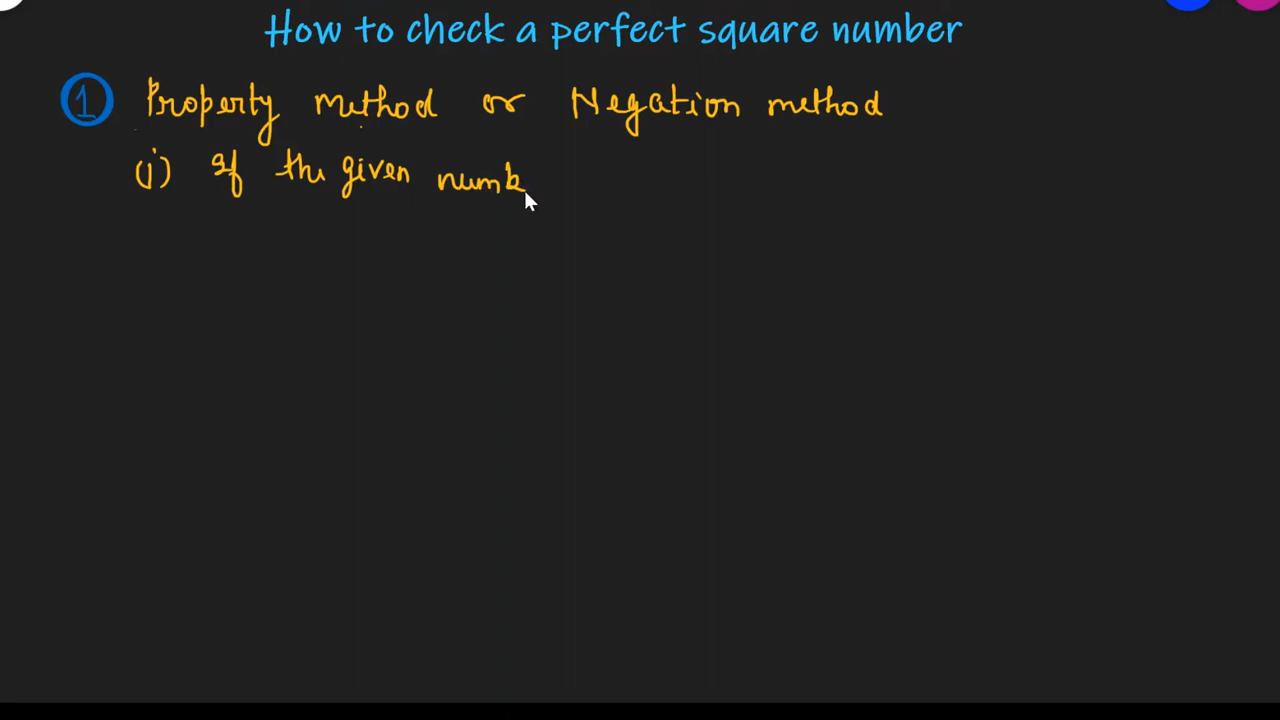 How to check a perfect square number
1 Property method or Negation method
(i) If the given numb